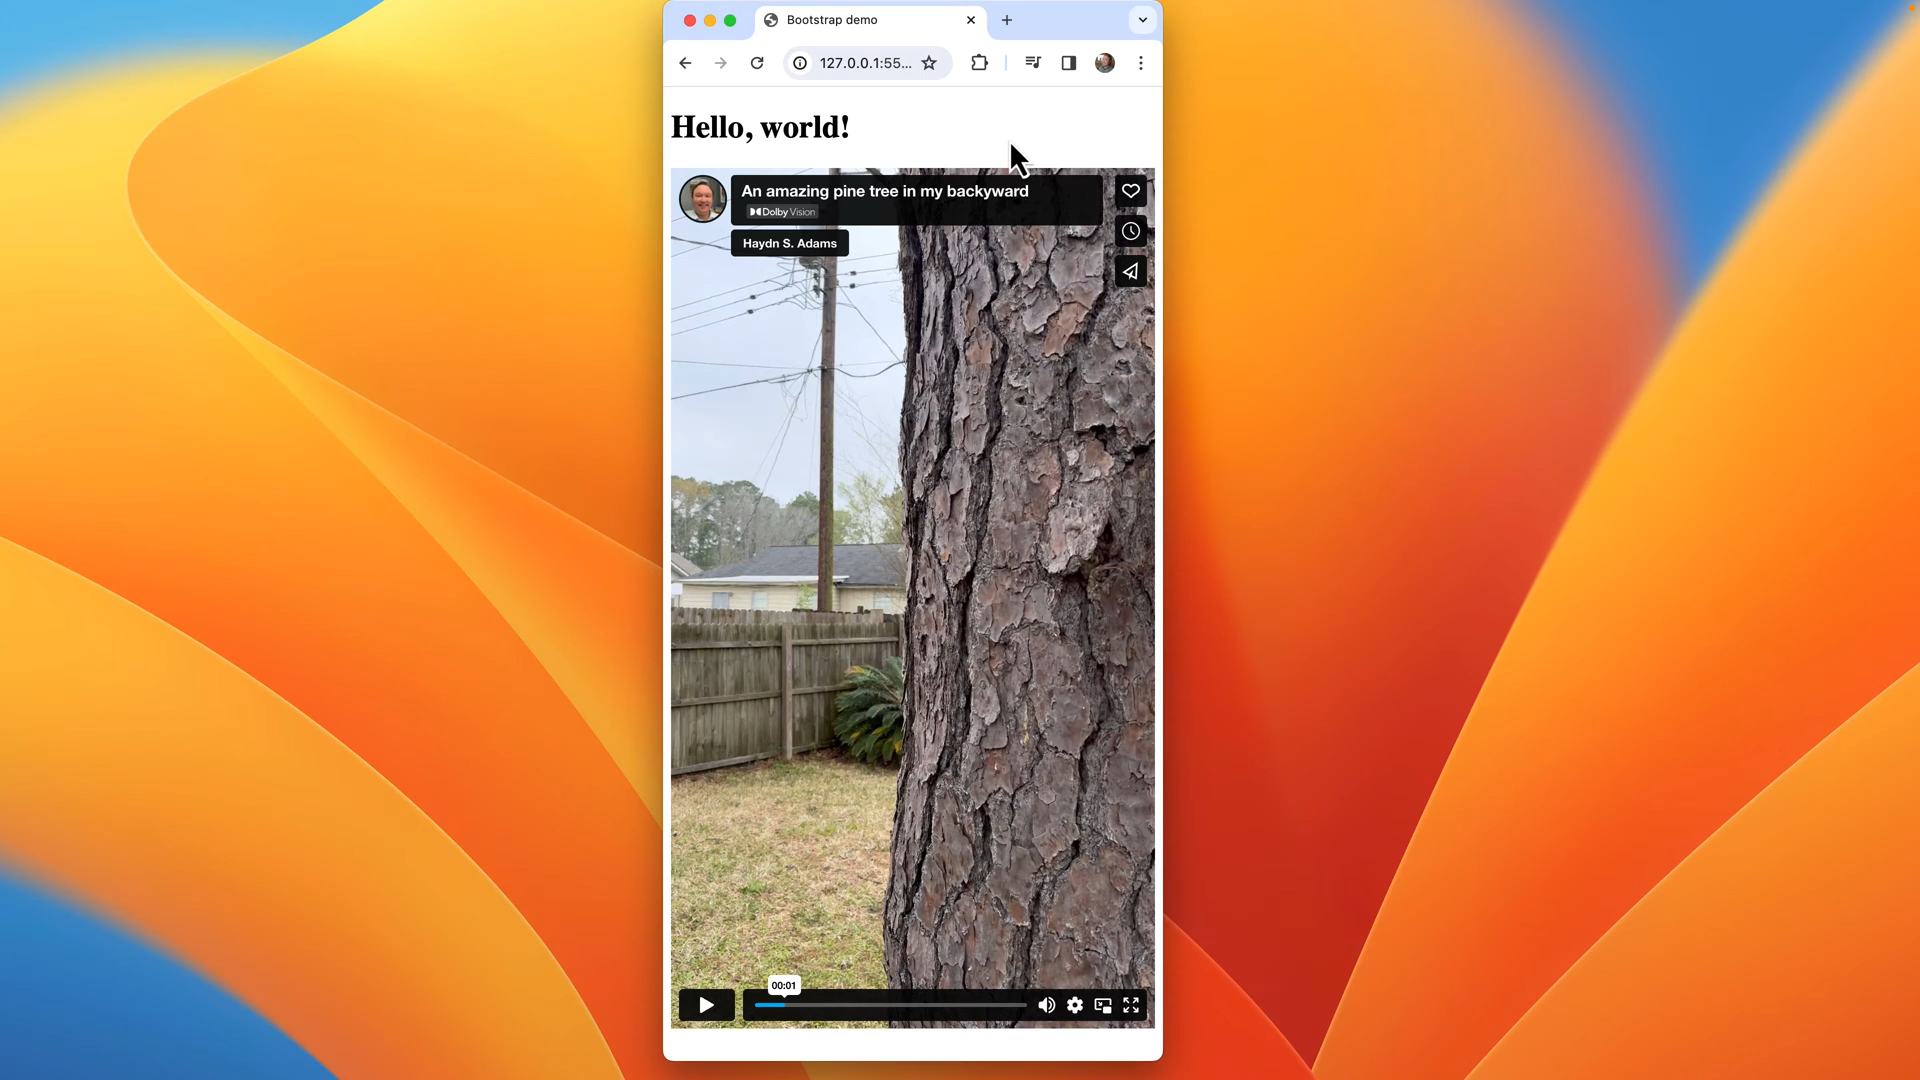 Bootstrap demo
127.0.0.1:55...
Hello, world!
An amazing pine tree in my backyward
Dolby Vision
Haydn S. Adams
00:01